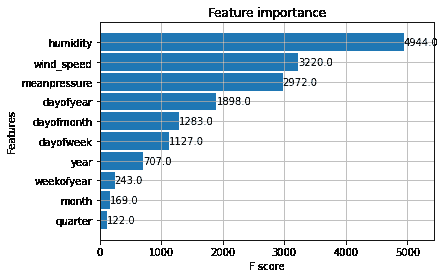 Feature importance
Features
humidity 4944.0
wind_speed 3220.0
meanpressure 2972.0
dayofyear 1898.0
dayofmonth 1283.0
dayofweek 1127.0
year 707.0
weekofyear 243.0
month 169.0
quarter 122.0
0 1000 2000 3000 4000 5000
F score